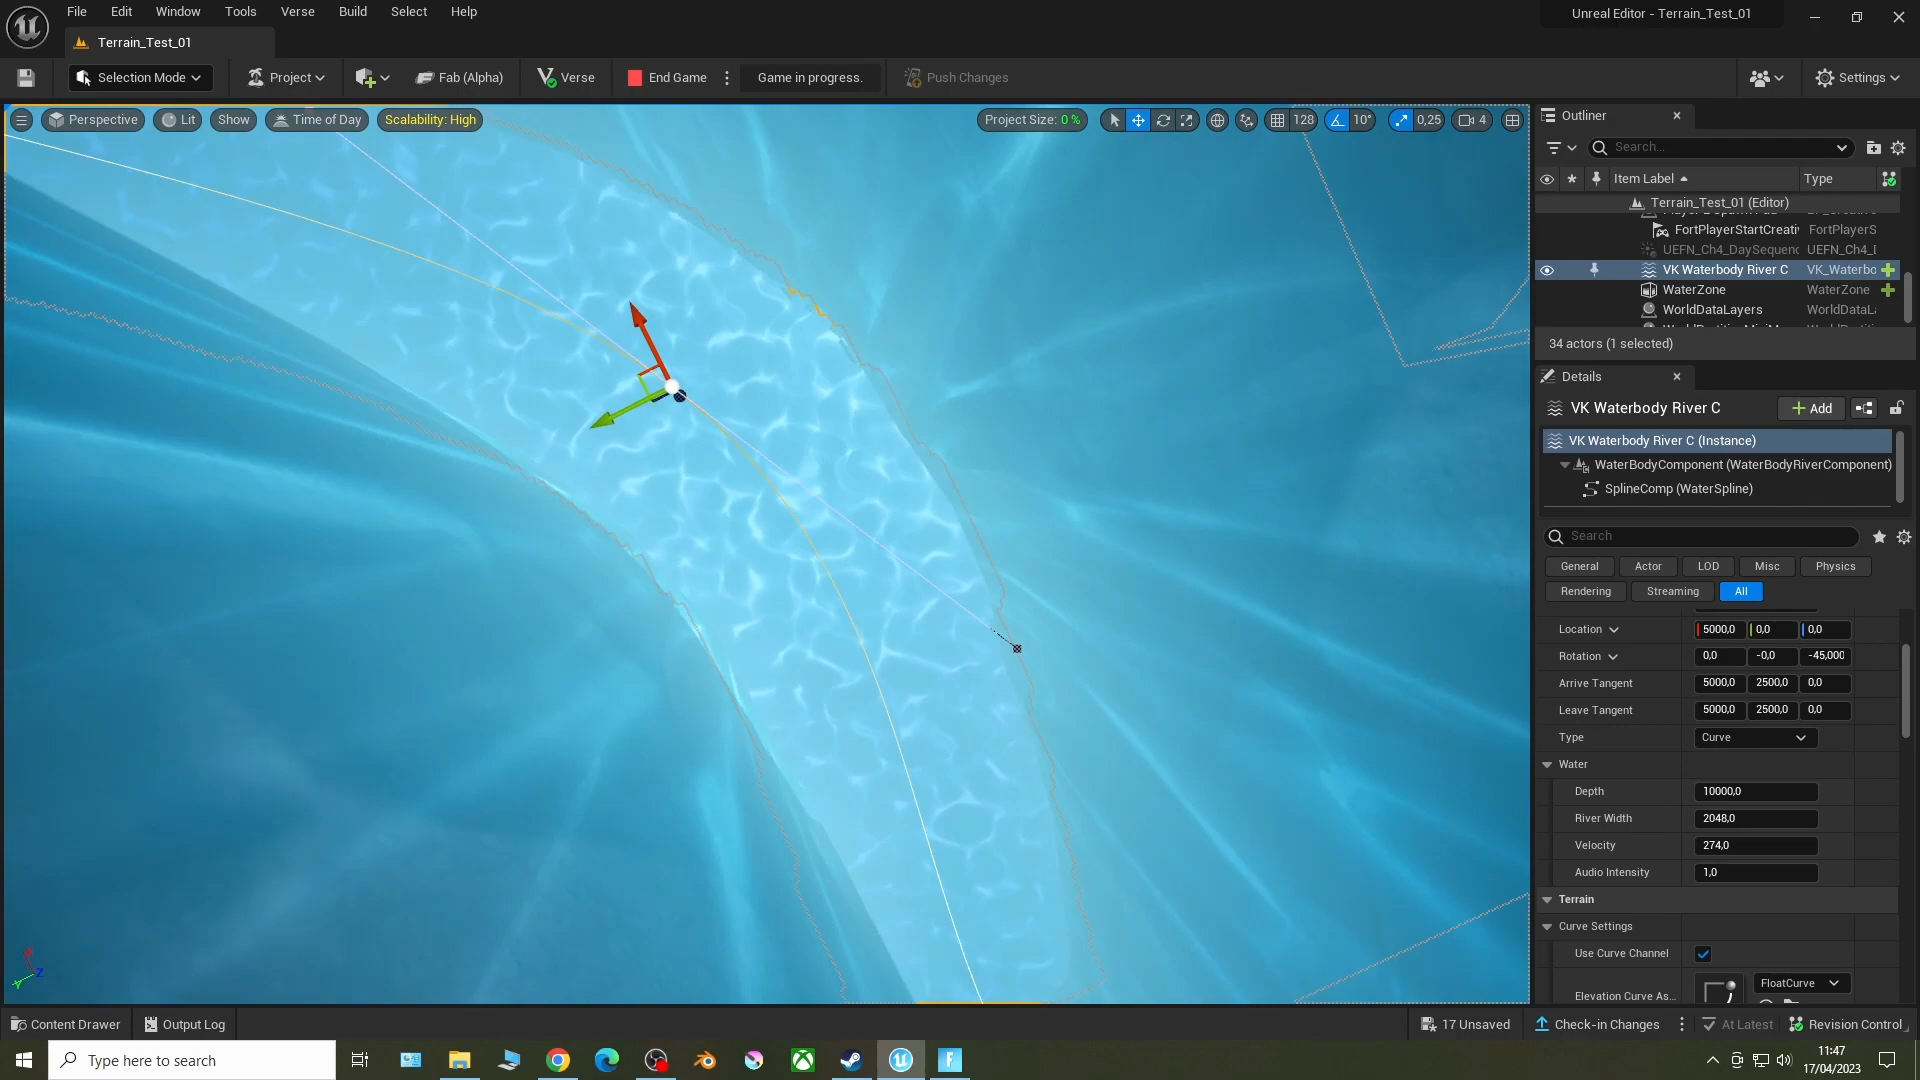 File Edit Window Tools Verse Build Select Help
Unreal Editor - Terrain_Test_01
Terrain_Test_01
Selection Mode Project Fab (Alpha) Verse End Game Game in progress. Push Changes Settings
Perspective Lit Show Time of Day Scalability: High Project Size: 0 % 128 10° 0,25 4
Outliner
Search...
Item Label Type
Terrain_Test_01 (Editor)
FortPlayerStartCreati FortPlayerS
UEFN_Ch4_DaySequenc UEFN_Ch4_D
VK Waterbody River C VK_Waterbo
WaterZone WaterZone
WorldDataLayers WorldDataL
34 actors (1 selected)
Details
VK Waterbody River C Add
VK Waterbody River C (Instance)
WaterBodyComponent (WaterBodyRiverComponent)
SplineComp (WaterSpline)
Search
General Actor LOD Misc Physics
Rendering Streaming All
Location 5000,0 0,0 0,0
Rotation 0,0 -0,0 -45,000
Arrive Tangent 5000,0 2500,0 0,0
Leave Tangent 5000,0 2500,0 0,0
Type Curve
Water
Depth 10000,0
River Width 2048,0
Velocity 274,0
Audio Intensity 1,0
Terrain
Curve Settings
Use Curve Channel
Elevation Curve As... FloatCurve
X
Y
Z
Content Drawer Output Log 17 Unsaved Check-in Changes At Latest Revision Control
Type here to search
11:47
17/04/2023